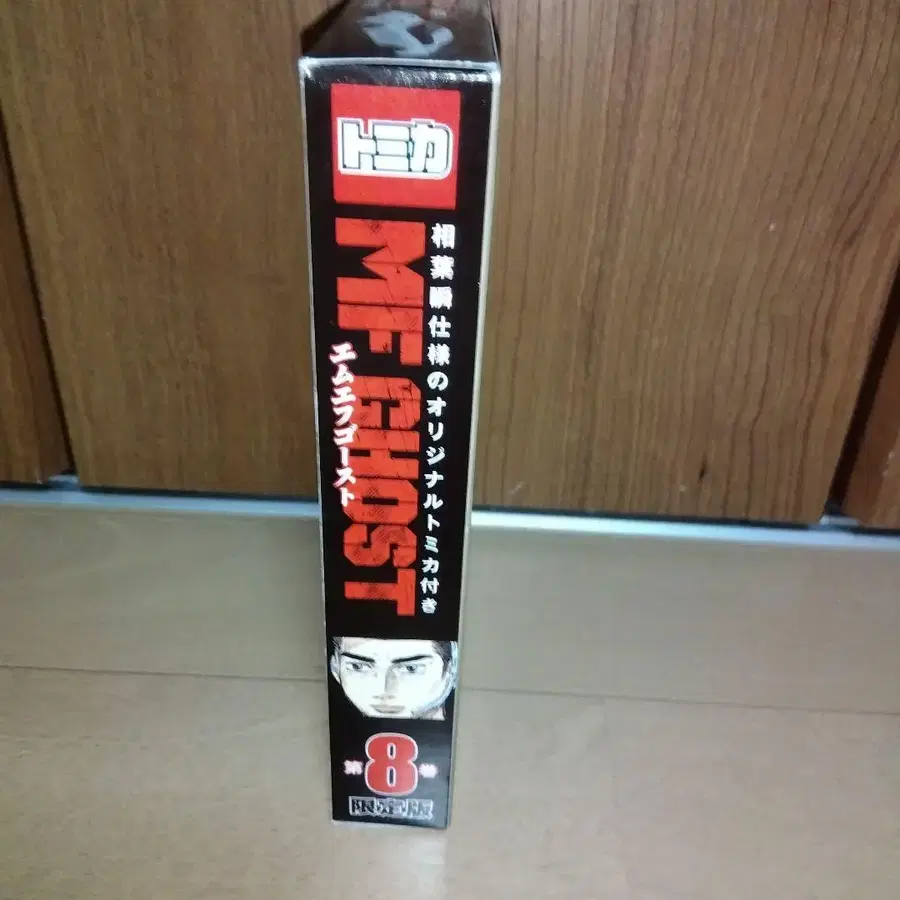 トミカ
相葉瞬仕様のオリジナルトミカ付き
MF GHOST
エムエフゴースト
第8巻
限定版